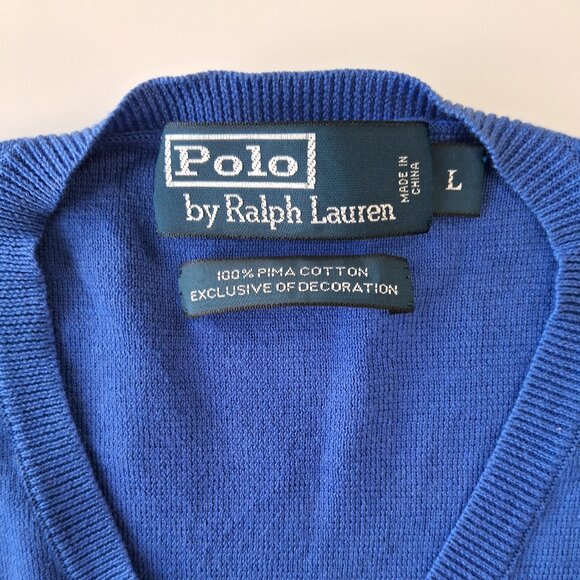 Polo
by Ralph Lauren
MADE IN
CHINA
L
100% PIMA COTTON
EXCLUSIVE OF DECORATION